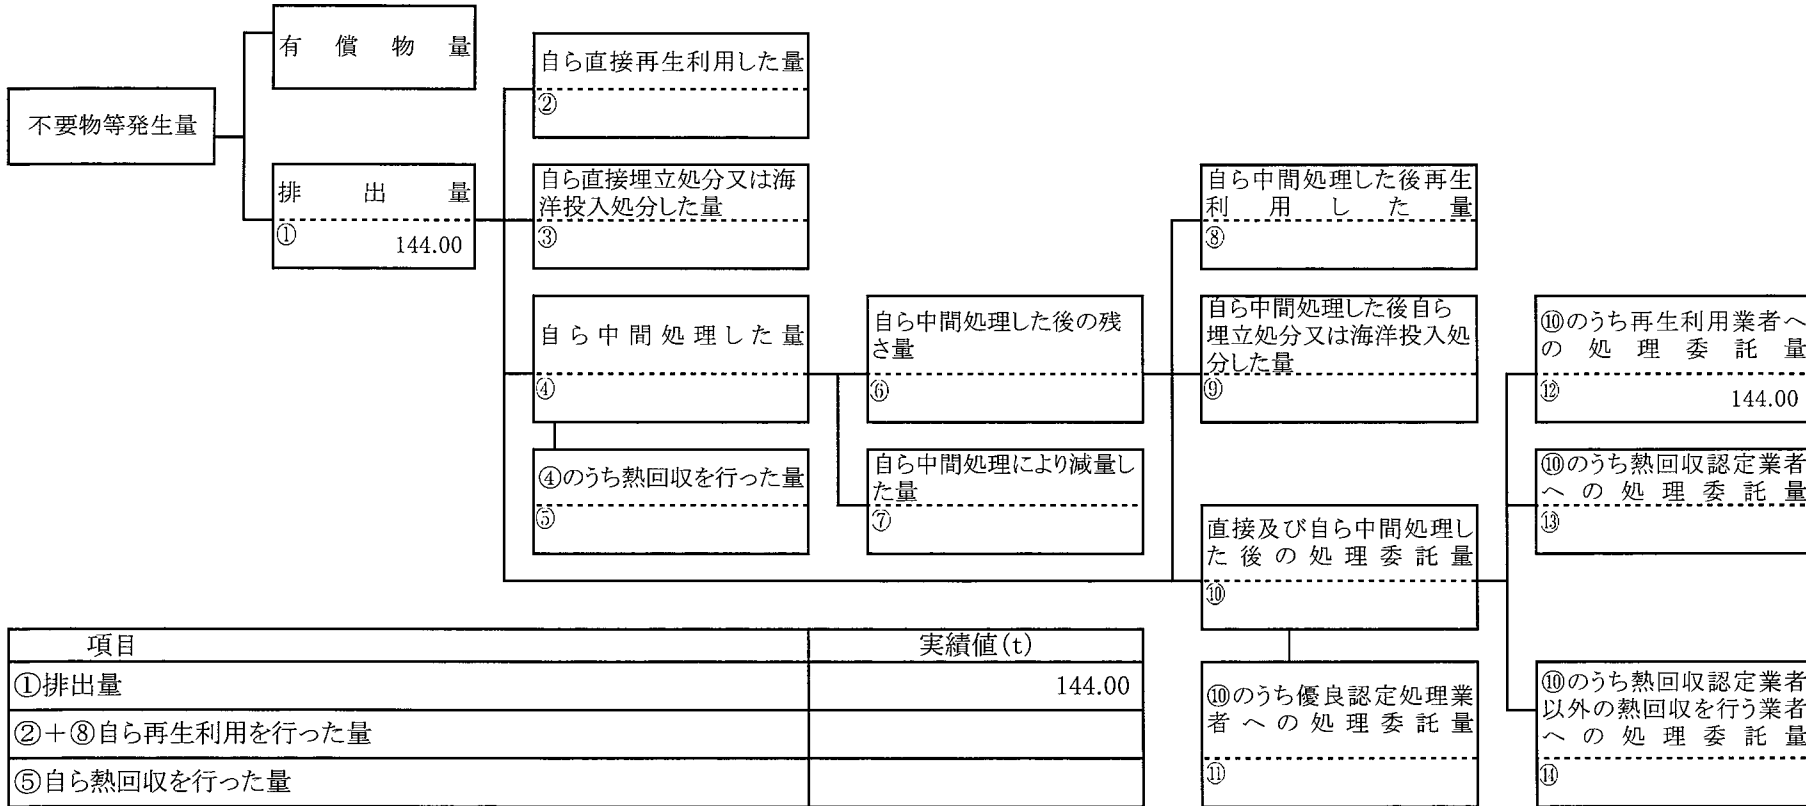 有償物量
不要物等発生量
排出量
①
144.00
自ら直接再生利用した量
②
自ら直接埋立処分又は海
洋投入処分した量
③
自ら中間処理した量
④
④のうち熱回収を行った量
⑤
自ら中間処理した後の残
さ量
⑥
自ら中間処理により減量し
た量
⑦
自ら中間処理した後再生
利用した量
⑧
自ら中間処理した後自ら
埋立処分又は海洋投入処
分した量
⑨
直接及び自ら中間処理し
た後の処理委託量
⑩
⑩のうち優良認定処理業
者への処理委託量
⑪
⑩のうち再生利用業者へ
の処理委託量
⑫
144.00
⑩のうち熱回収認定業者
への処理委託量
⑬
⑩のうち熱回収認定業者
以外の熱回収を行う業者
への処理委託量
⑭
項目 実績値(t)
①排出量 144.00
②+⑧自ら再生利用を行った量
⑤自ら熱回収を行った量